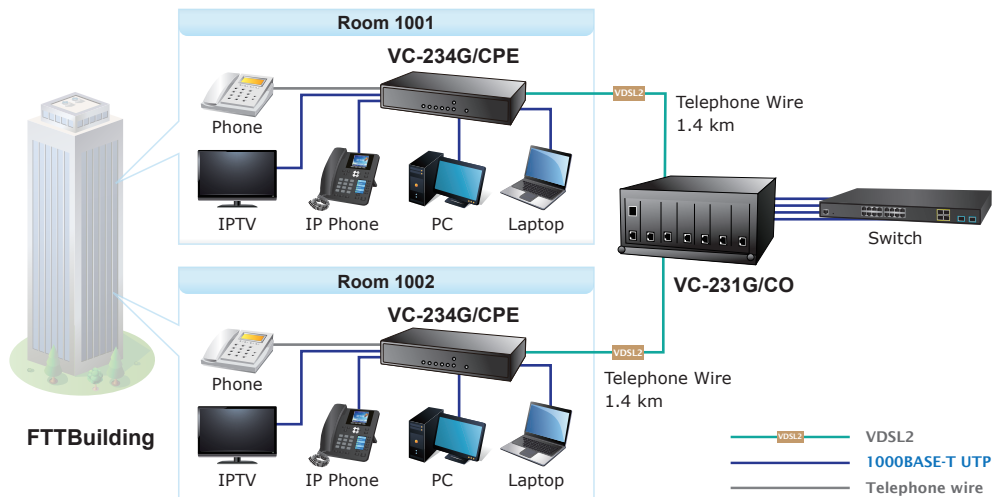 Room 1001
VC-234G/CPE
VDSL2
Telephone Wire
1.4 km
Phone
IPTV
IP Phone
PC
Laptop
Switch
VC-231G/CO
Room 1002
VC-234G/CPE
VDSL2
Telephone Wire
1.4 km
Phone
IPTV
IP Phone
PC
Laptop
FTTBuilding
VDSL2
VDSL2
1000BASE-T UTP
Telephone wire